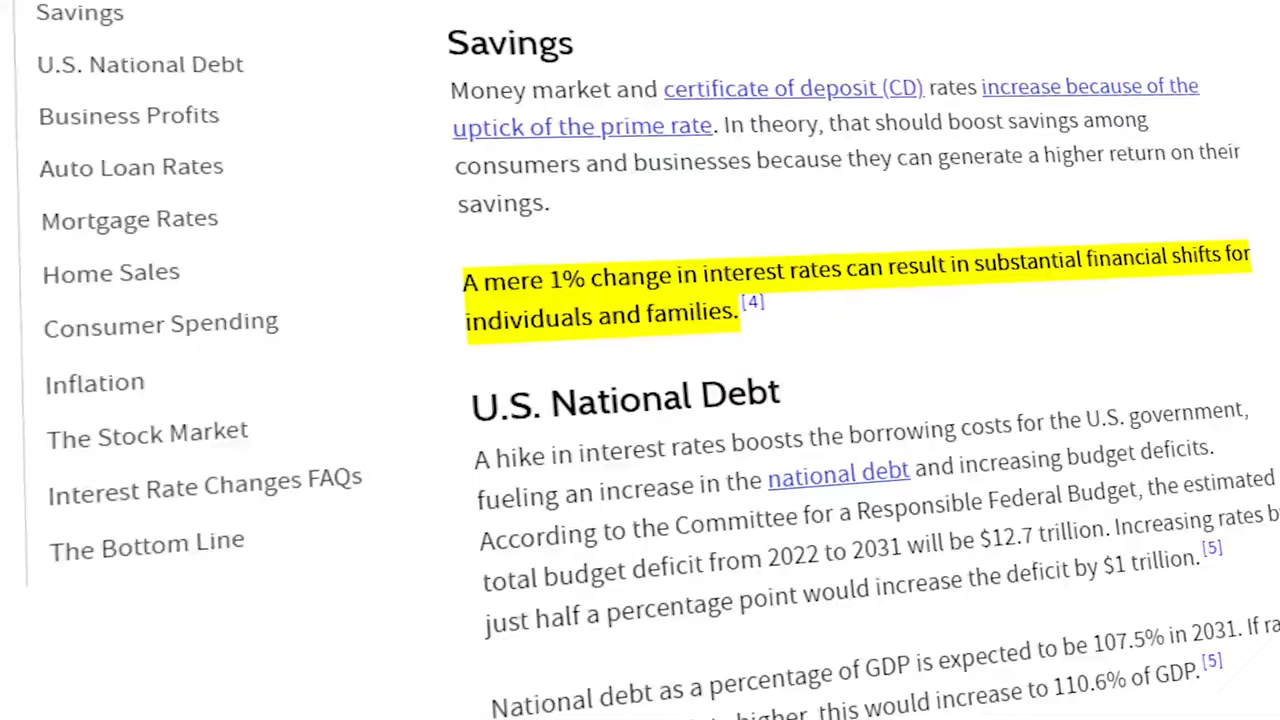 Savings
U.S. National Debt
Business Profits
Auto Loan Rates
Mortgage Rates
Home Sales
Consumer Spending
Inflation
The Stock Market
Interest Rate Changes FAQs
The Bottom Line
Savings
Money market and certificate of deposit (CD) rates increase because of the
uptick of the prime rate. In theory, that should boost savings among
consumers and businesses because they can generate a higher return on their
savings.
A mere 1% change in interest rates can result in substantial financial shifts for
individuals and families.[4]
U.S. National Debt
A hike in interest rates boosts the borrowing costs for the U.S. government,
fueling an increase in the national debt and increasing budget deficits.
According to the Committee for a Responsible Federal Budget, the estimated
total budget deficit from 2022 to 2031 will be $12.7 trillion. Increasing rates
just half a percentage point would increase the deficit by $1 trillion.[5]
National debt as a percentage of GDP is expected to be 107.5% in 2031. If
higher, this would increase to 110.6% of GDP.[5]